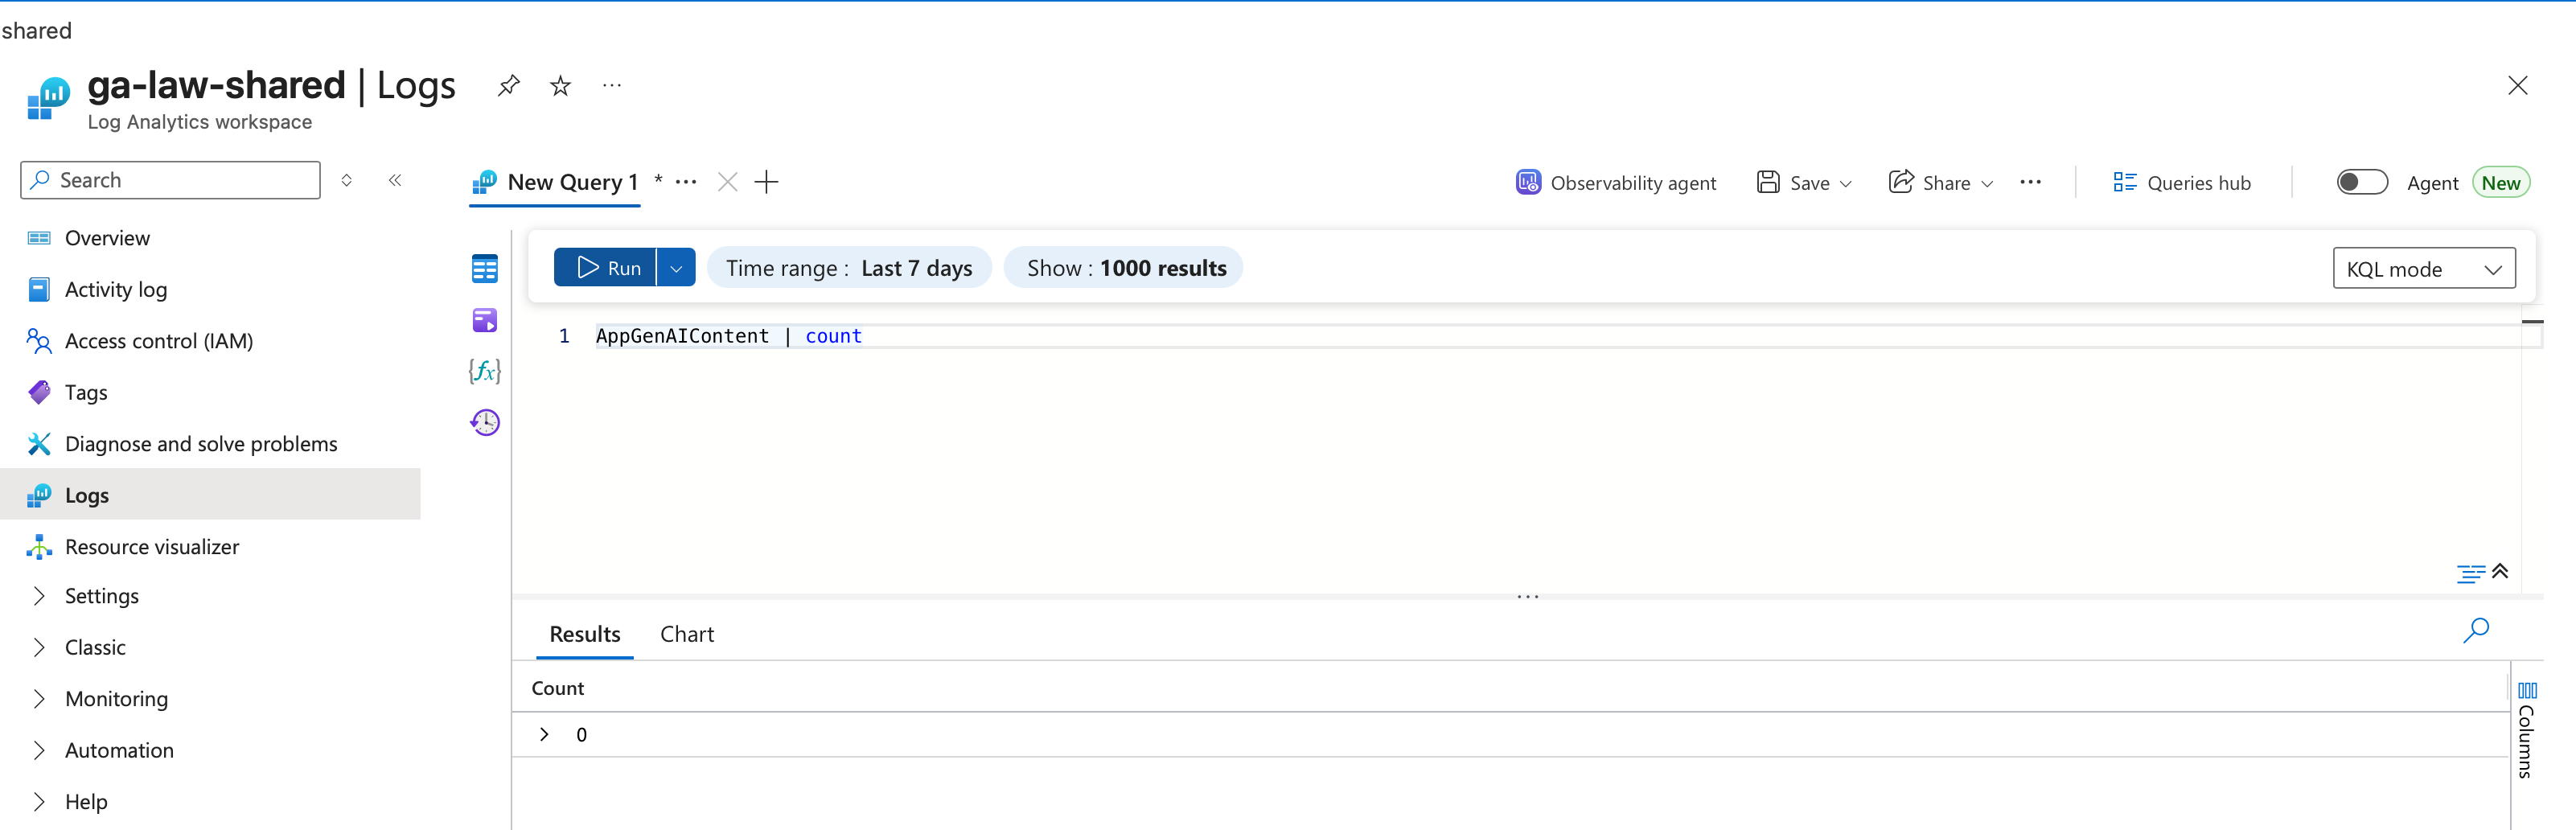 shared
ga-law-shared | Logs
Log Analytics workspace
Search
Overview
Activity log
Access control (IAM)
Tags
Diagnose and solve problems
Logs
Resource visualizer
Settings
Classic
Monitoring
Automation
Help
New Query 1 * ···
Observability agent
Save
Share
Queries hub
Agent New
Run
Time range : Last 7 days
Show : 1000 results
KQL mode
{fx}
1 AppGenAIContent | count
Results Chart
Count
0
Columns